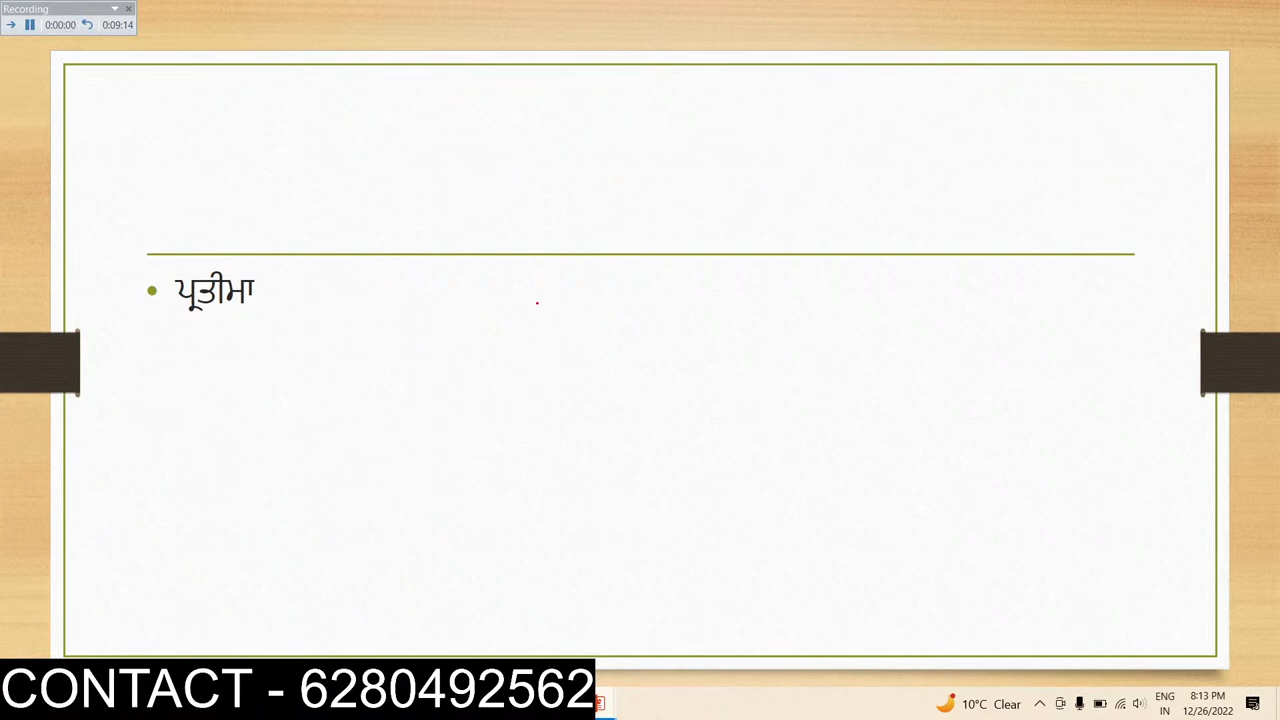 Recording
0:00:00 0:09:14
ਪ੍ਰਤੀਮਾ
CONTACT - 6280492562
10°C Clear
ENG
IN
8:13 PM
12/26/2022